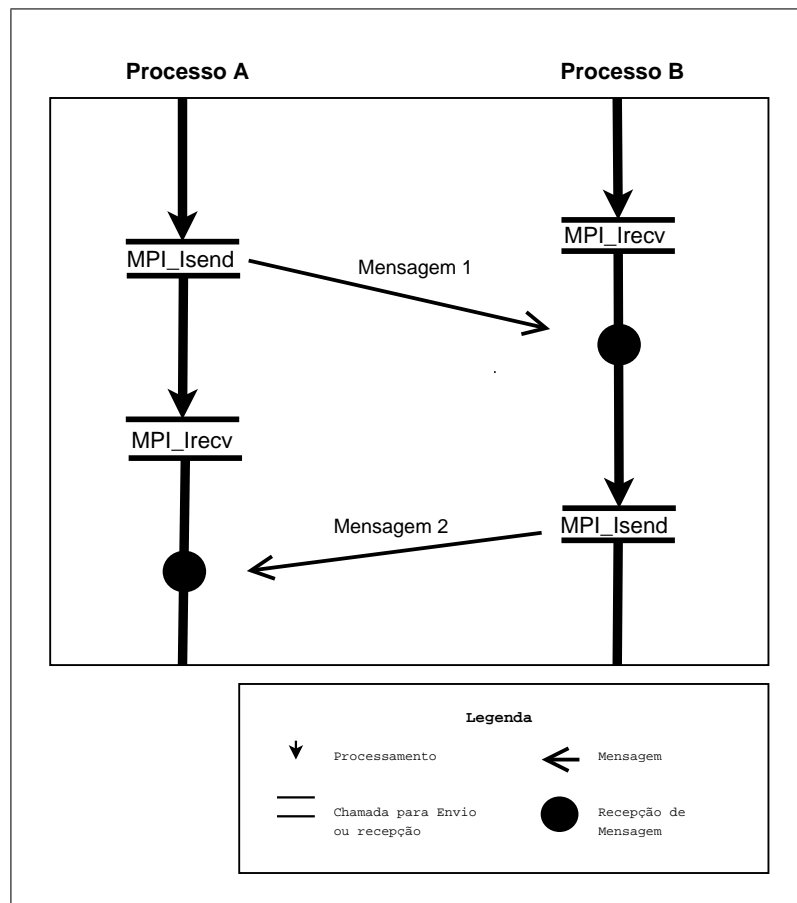 Processo A
Processo B
MPI_Irecv
MPI_Isend
Mensagem 1
MPI_Irecv
Mensagem 2
MPI_Isend
Legenda
Processamento
Mensagem
Chamada para Envio
ou recepção
Recepção de
Mensagem